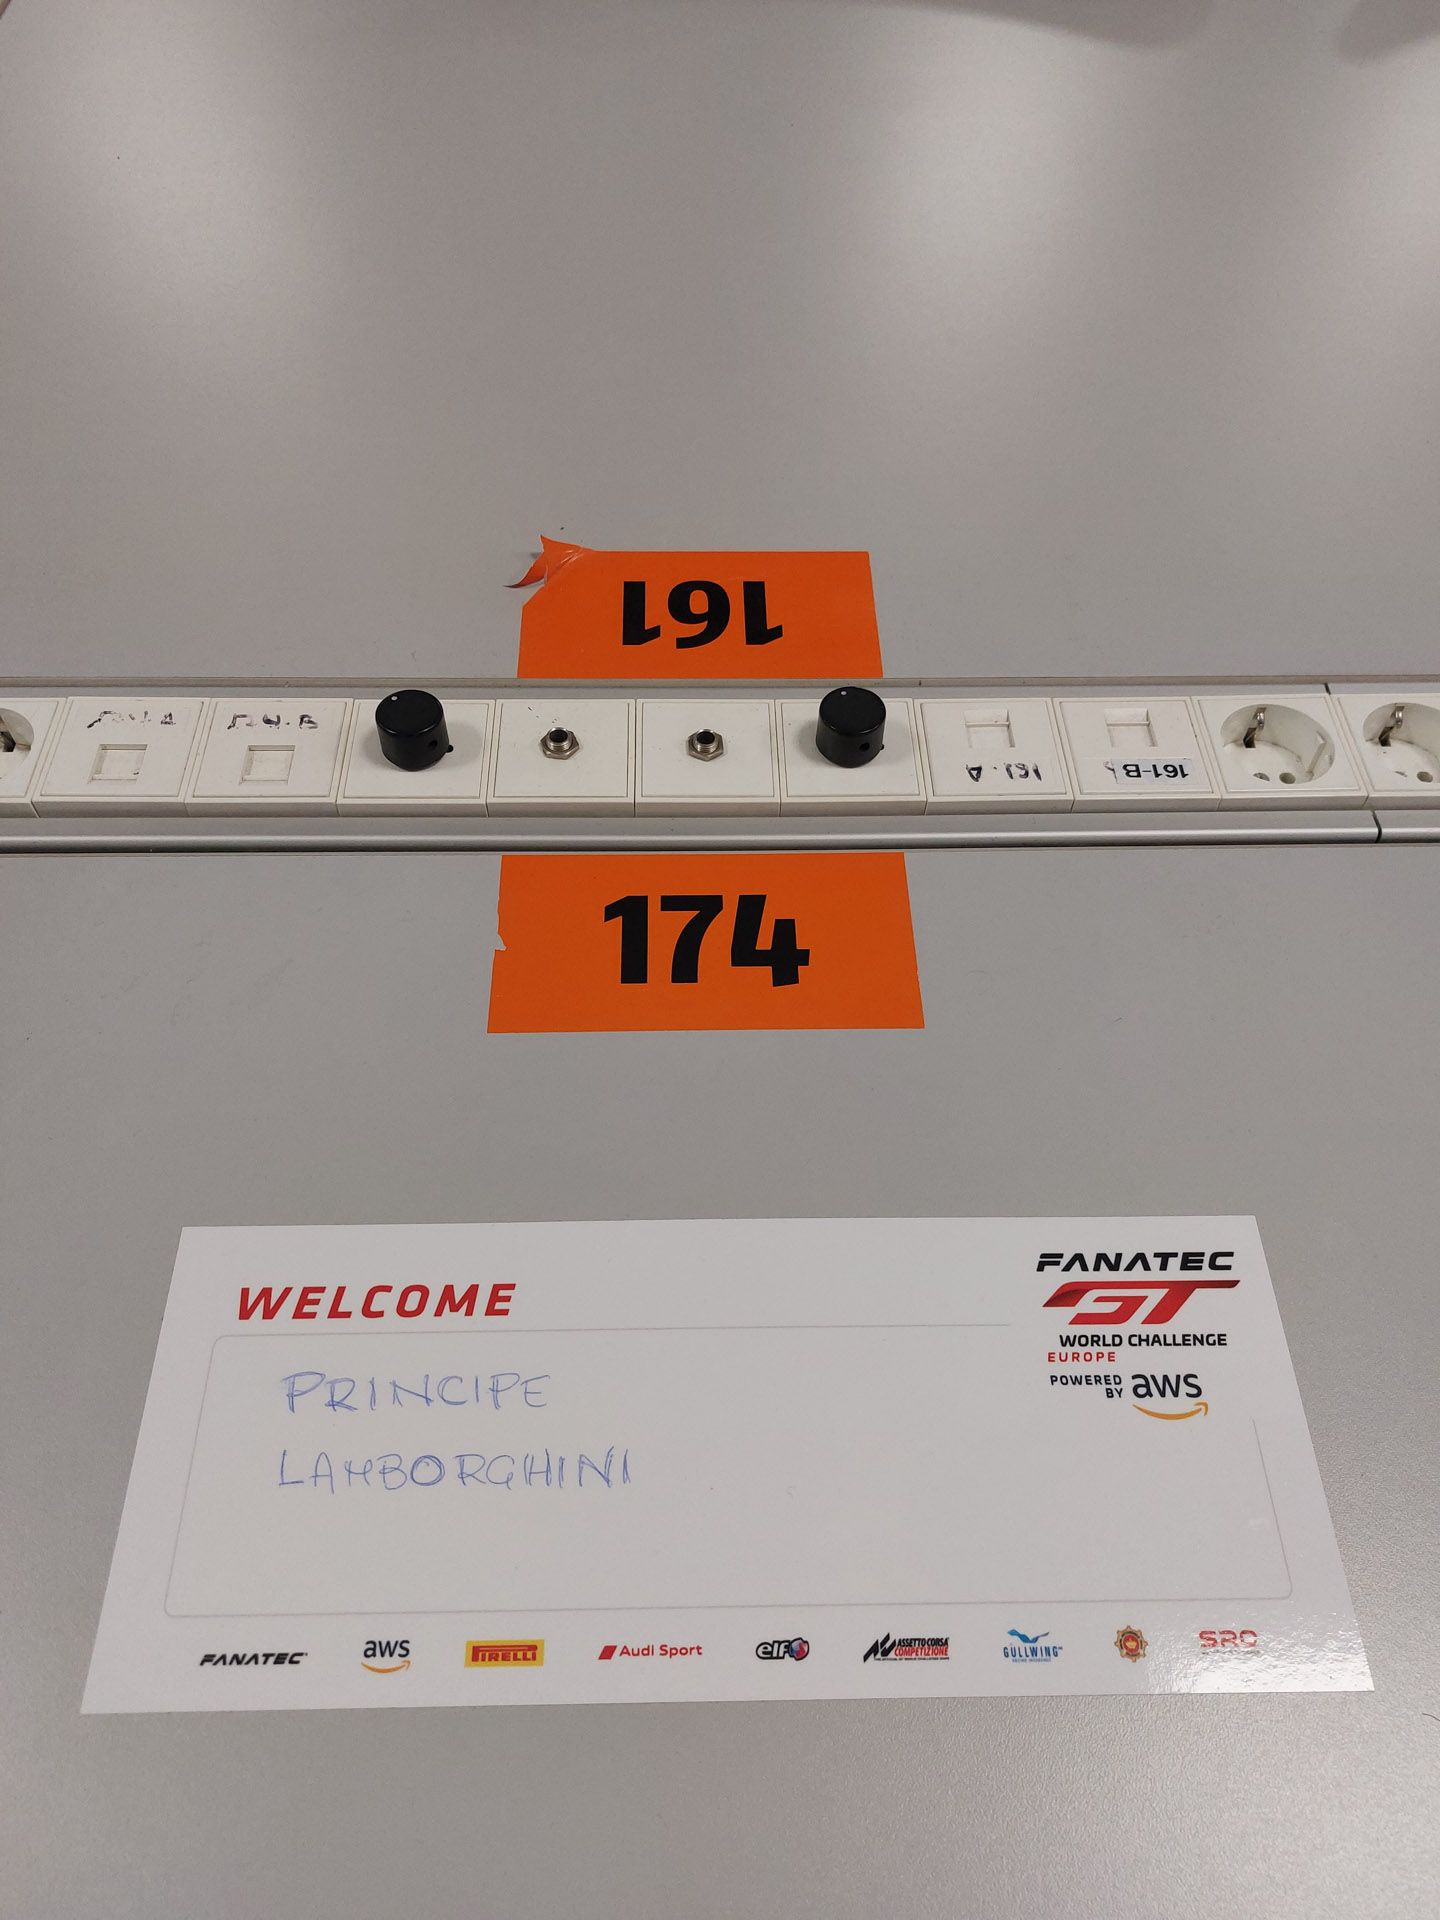 161
161-A
161-B
174
WELCOME
PRINCIPE
LAMBORGHINI
FANATEC
GT
WORLD CHALLENGE
EUROPE
POWERED BY aws
FANATEC aws PIRELLI Audi Sport elf ASSETTO CORSA COMPETIZIONE GULLWING SRO